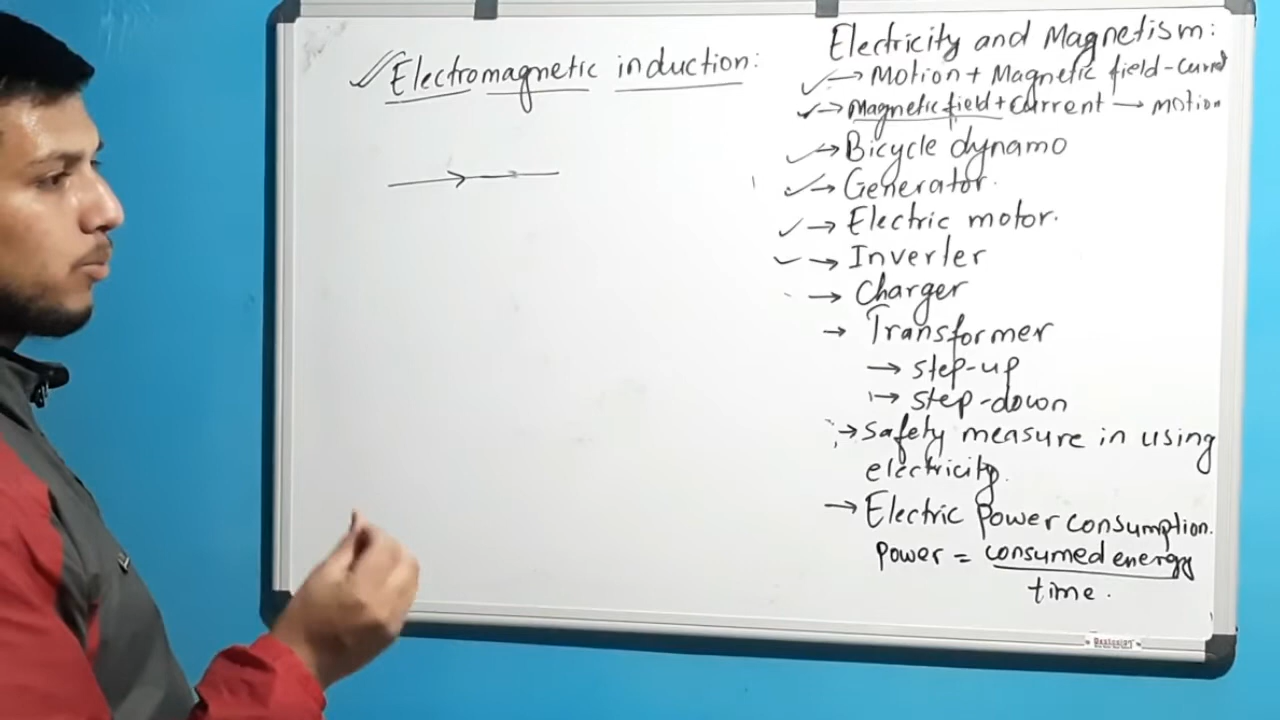 Electromagnetic induction:
Electricity and Magnetism:
→ Motion + Magnetic field -
→ Magnetic field + current → motion
→ Bicycle dynamo
→ Generator.
→ Electric motor.
→ Inverter
→ Charger
→ Transformer
→ step-up
→ step-down
→ Safety measure in using
electricity.
→ Electric Power consumption.
Power = consumed energy
time.